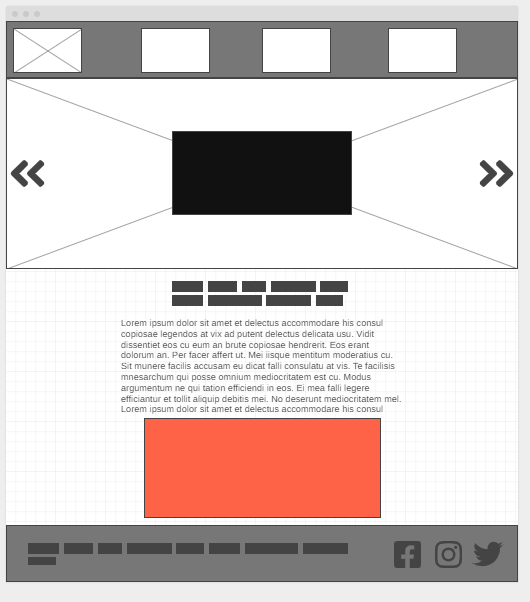 Lorem ipsum dolor sit amet et delectus accommodare his consul
copiosae legendos at vix ad putent delectus delicata usu. Vidit
dissentiet eos cu eum an brute copiosae hendrerit. Eos erant
dolorum an. Per facer affert ut. Mei iisque mentitum moderatius cu.
Sit munere facilis accusam eu dicat falli consulatu at vis. Te facilisis
mnesarchum qui posse omnium mediocritatem est cu. Modus
argumentum ne qui tation efficiendi in eos. Ei mea falli legere
efficiantur et tollit aliquip debitis mei. No deserunt mediocritatem mel.
Lorem ipsum dolor sit amet et delectus accommodare his consul